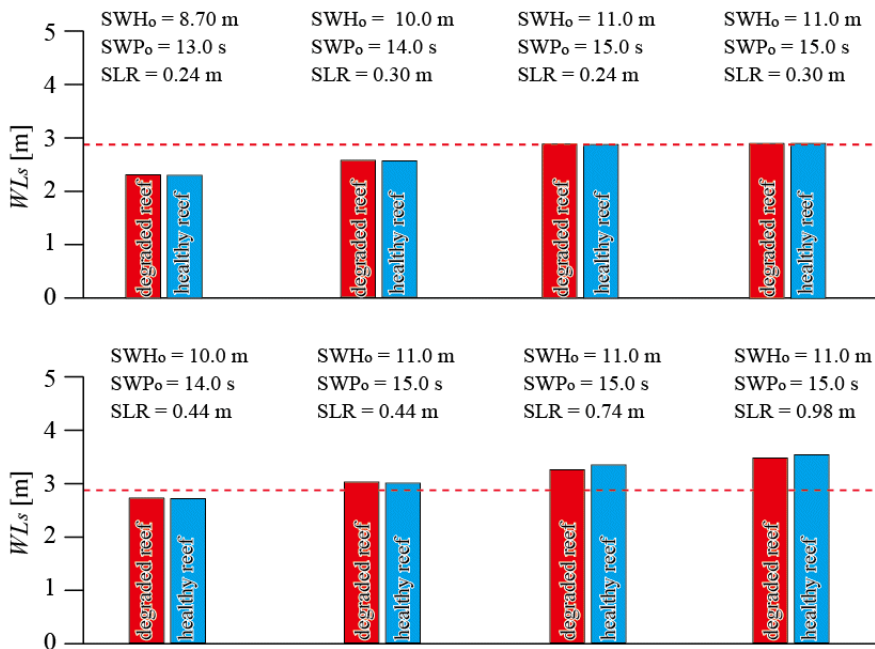 SWHₒ = 8.70 m
SWPₒ = 13.0 s
SLR = 0.24 m
SWHₒ = 10.0 m
SWPₒ = 14.0 s
SLR = 0.30 m
SWHₒ = 11.0 m
SWPₒ = 15.0 s
SLR = 0.24 m
SWHₒ = 11.0 m
SWPₒ = 15.0 s
SLR = 0.30 m
WLs [m]
5
4
3
2
1
0
degraded reef
healthy reef
degraded reef
healthy reef
degraded reef
healthy reef
degraded reef
healthy reef
SWHₒ = 10.0 m
SWPₒ = 14.0 s
SLR = 0.44 m
SWHₒ = 11.0 m
SWPₒ = 15.0 s
SLR = 0.44 m
SWHₒ = 11.0 m
SWPₒ = 15.0 s
SLR = 0.74 m
SWHₒ = 11.0 m
SWPₒ = 15.0 s
SLR = 0.98 m
WLs [m]
5
4
3
2
1
0
degraded reef
healthy reef
degraded reef
healthy reef
degraded reef
healthy reef
degraded reef
healthy reef